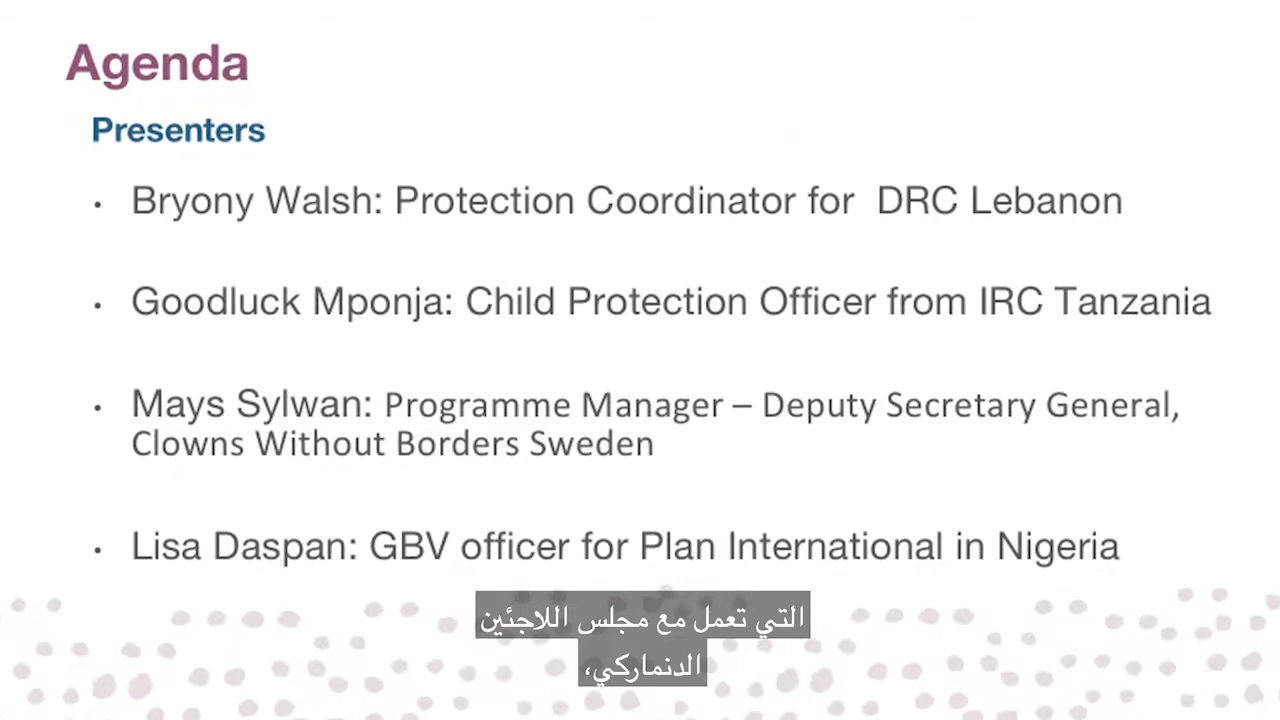 Agenda
Presenters
• Bryony Walsh: Protection Coordinator for DRC Lebanon
• Goodluck Mponja: Child Protection Officer from IRC Tanzania
• Mays Sylwan: Programme Manager – Deputy Secretary General,
Clowns Without Borders Sweden
• Lisa Daspan: GBV officer for Plan International in Nigeria
التي تعمل مع مجلس اللاجئين
الدنماركي،